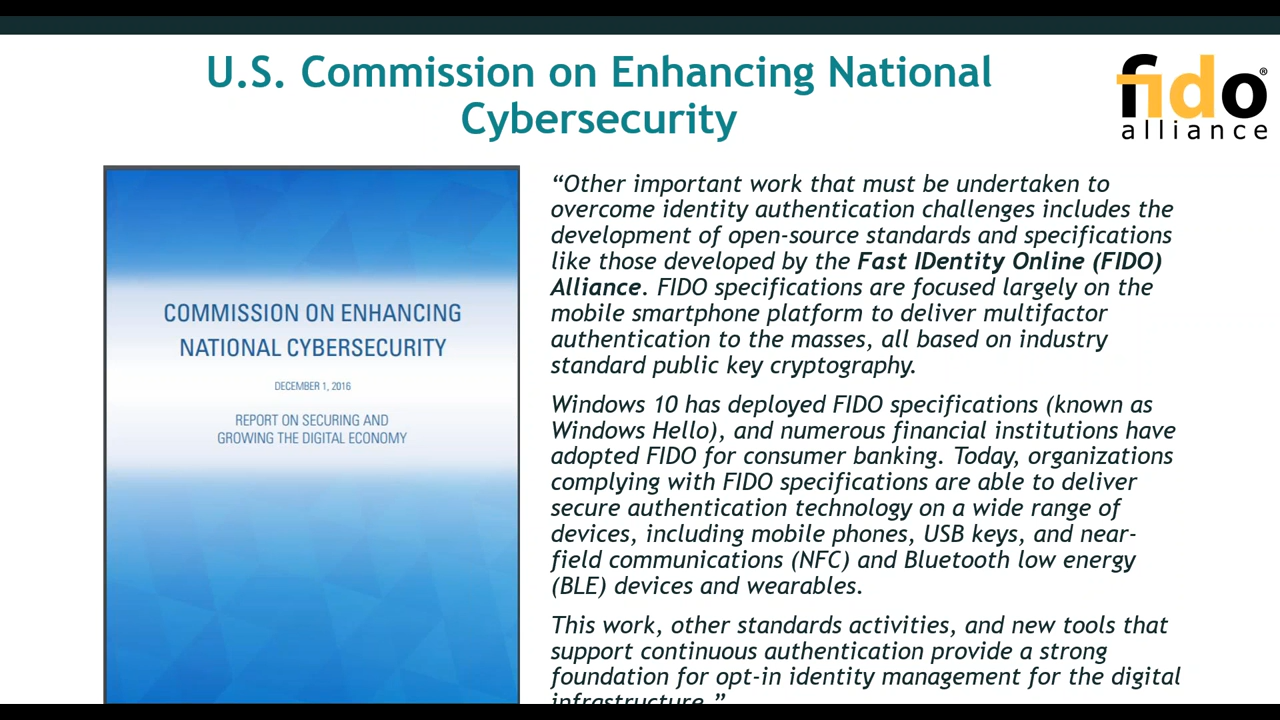 U.S. Commission on Enhancing National
Cybersecurity
fido®
alliance
COMMISSION ON ENHANCING
NATIONAL CYBERSECURITY
DECEMBER 1, 2016
REPORT ON SECURING AND
GROWING THE DIGITAL ECONOMY
“Other important work that must be undertaken to
overcome identity authentication challenges includes the
development of open-source standards and specifications
like those developed by the Fast IDentity Online (FIDO)
Alliance. FIDO specifications are focused largely on the
mobile smartphone platform to deliver multifactor
authentication to the masses, all based on industry
standard public key cryptography.
Windows 10 has deployed FIDO specifications (known as
Windows Hello), and numerous financial institutions have
adopted FIDO for consumer banking. Today, organizations
complying with FIDO specifications are able to deliver
secure authentication technology on a wide range of
devices, including mobile phones, USB keys, and near-
field communications (NFC) and Bluetooth low energy
(BLE) devices and wearables.
This work, other standards activities, and new tools that
support continuous authentication provide a strong
foundation for opt-in identity management for the digital
infrastructure.”